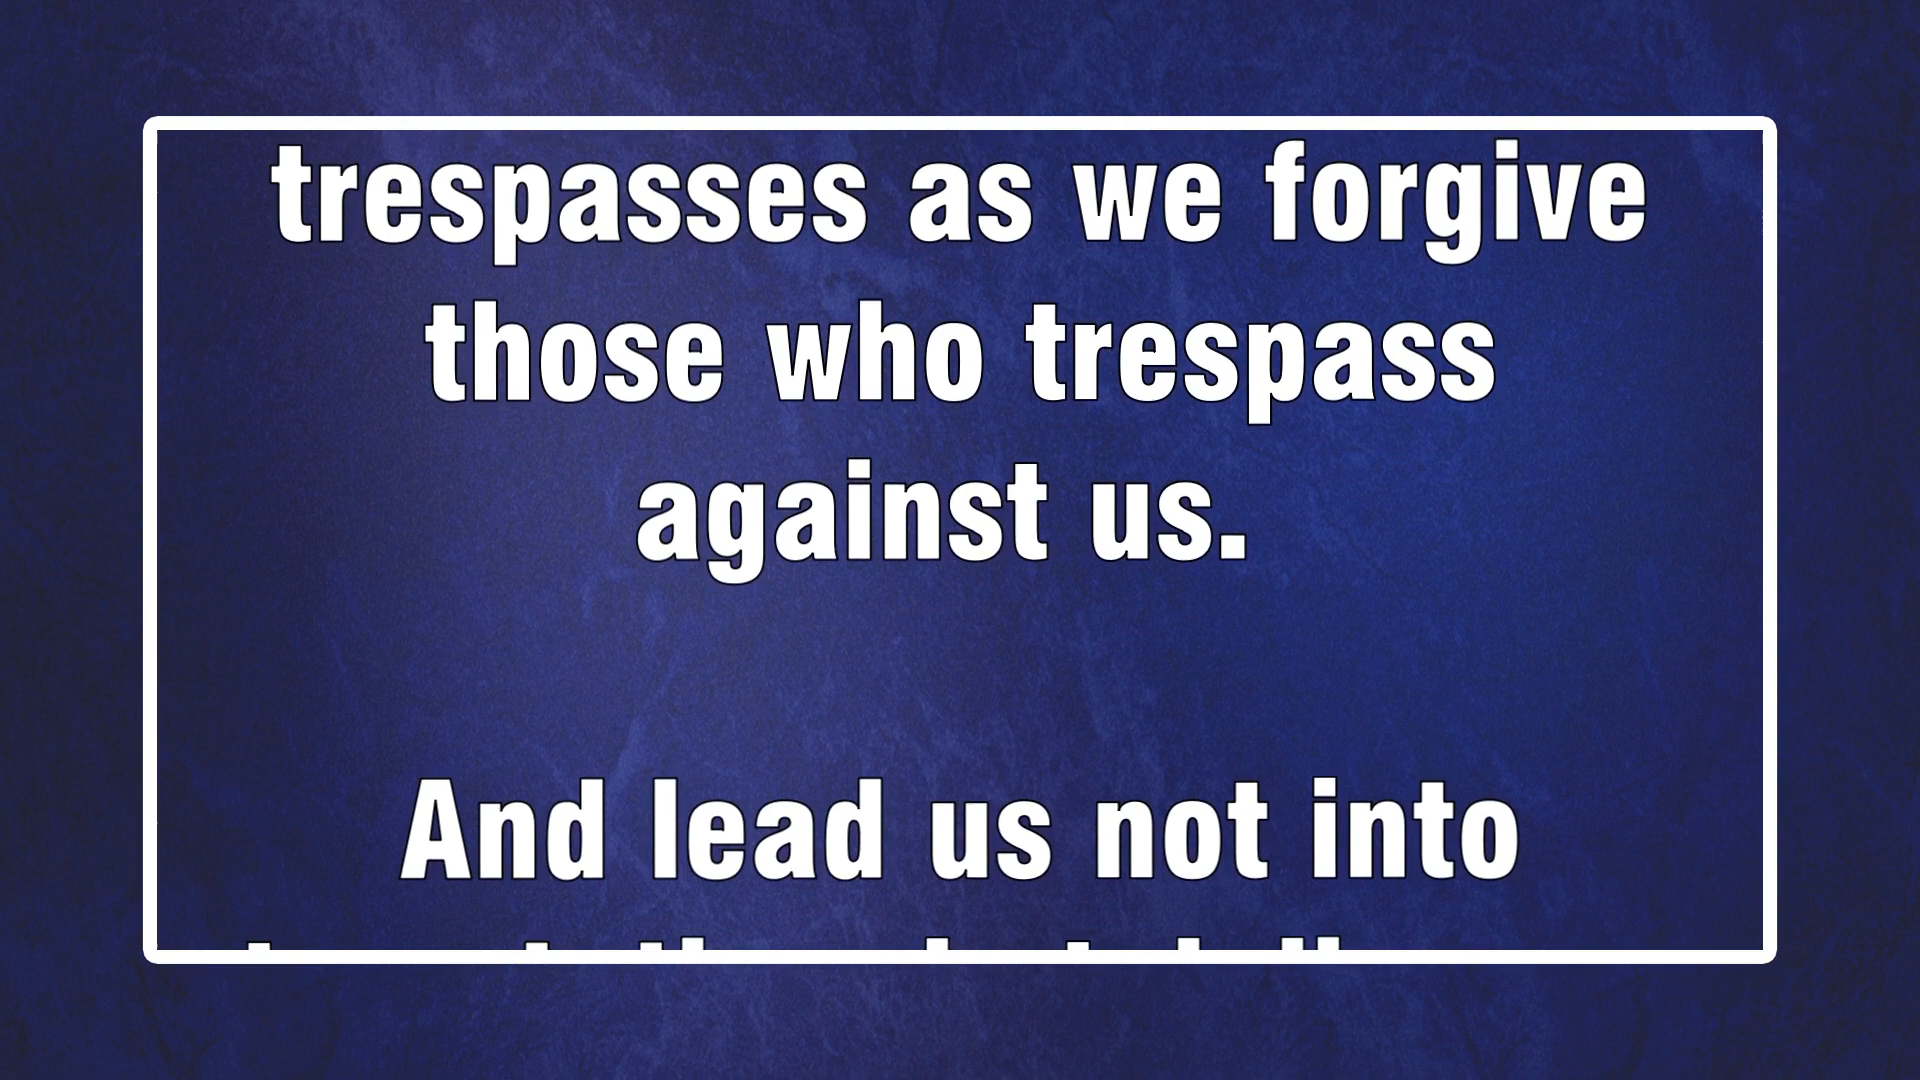 trespasses as we forgive
those who trespass
against us.
And lead us not into